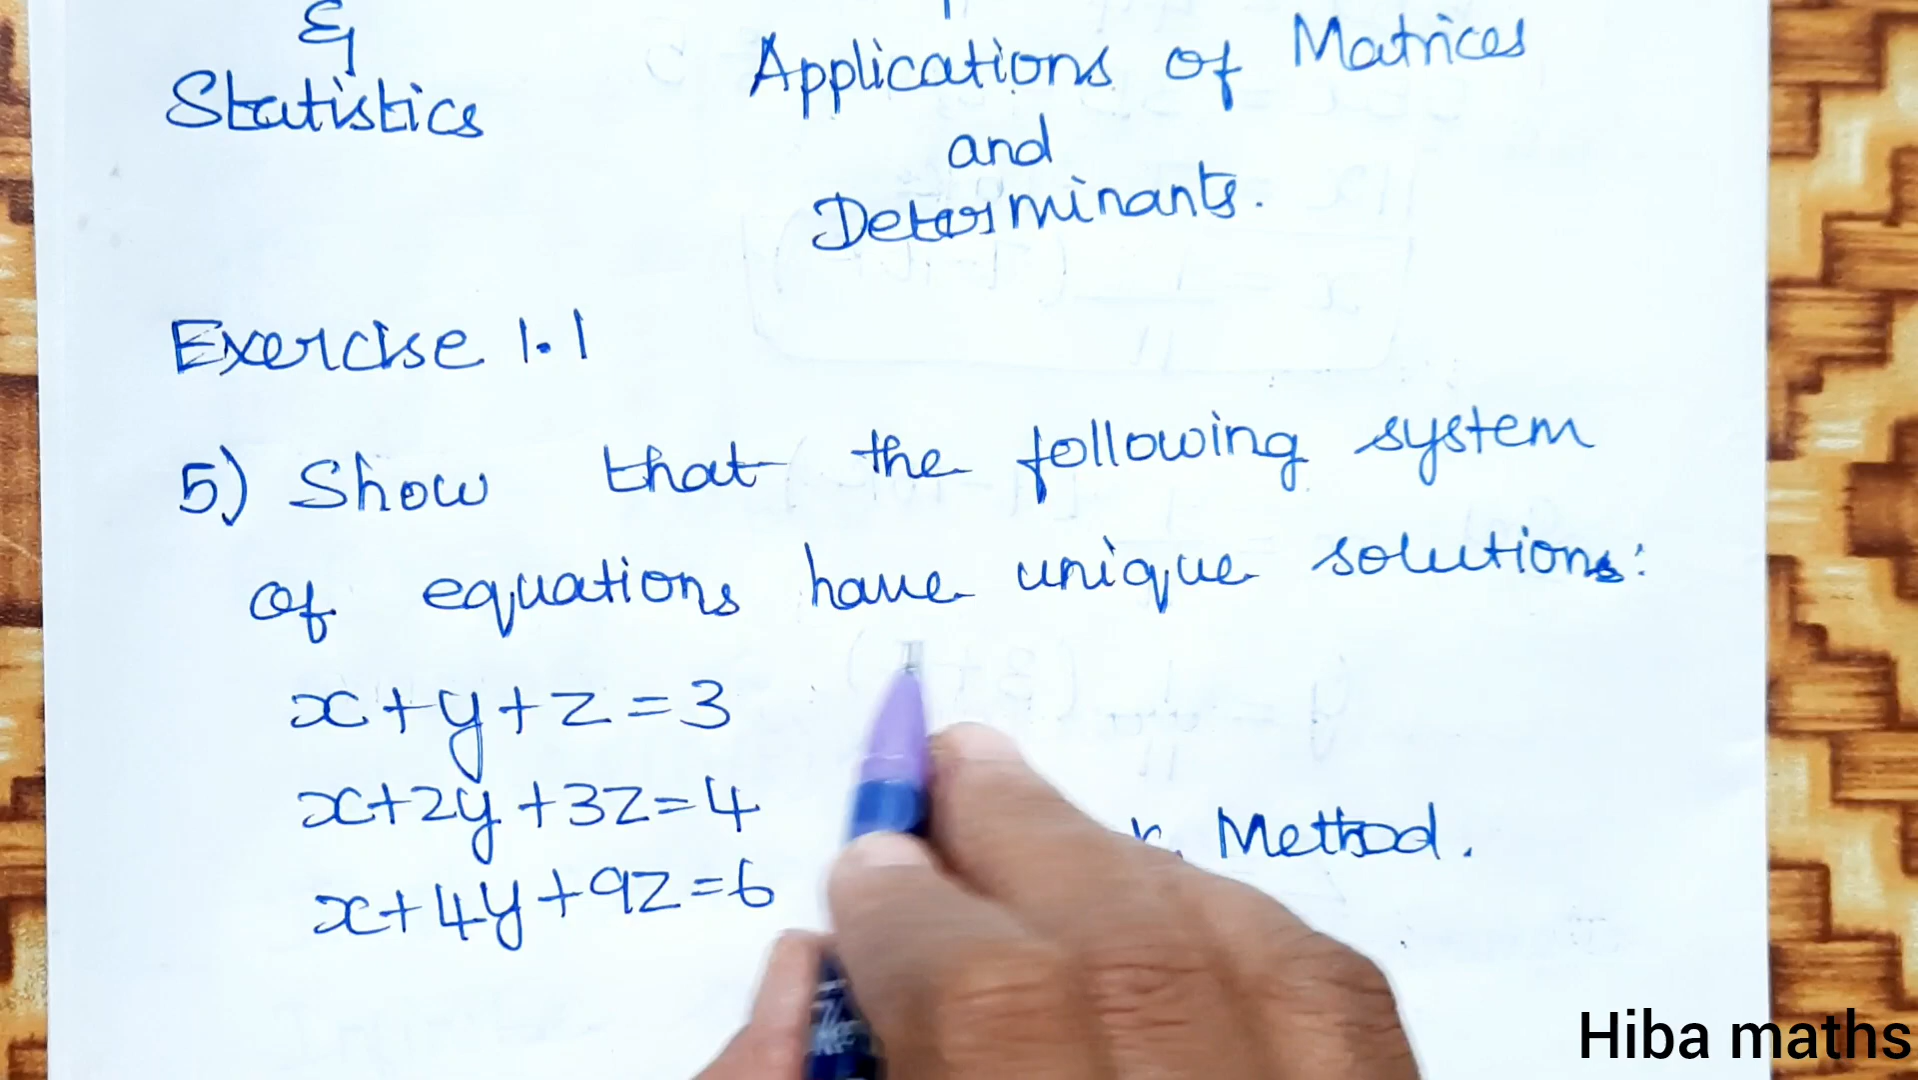 &
Statistics
Applications of Matrices
and
Determinants.
Exercise 1.1
5) Show that the following system
of equations have unique solutions:
x+y+z=3
x+2y+3z=4
Method.
x+4y+9z=6
Hiba maths